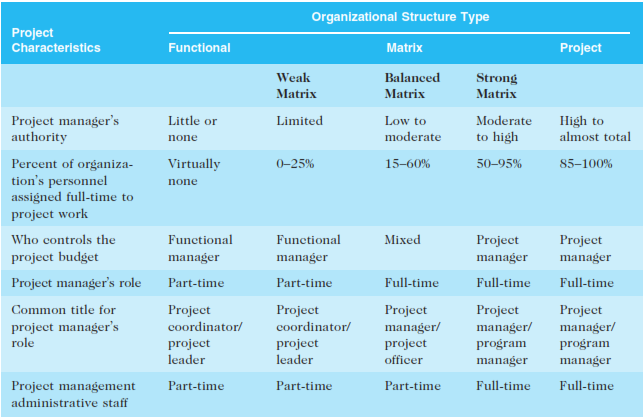 Organizational Structure Type
Project
Characteristics Functional Matrix Project
Weak Balanced Strong
Matrix Matrix Matrix
Project manager's Little or Limited Low to Moderate High to
authority none moderate to high almost total
Percent of organiza- Virtually 0–25% 15–60% 50–95% 85–100%
tion's personnel none
assigned full-time to
project work
Who controls the Functional Functional Mixed Project Project
project budget manager manager manager manager
Project manager's role Part-time Part-time Full-time Full-time Full-time
Common title for Project Project Project Project Project
project manager's coordinator/ coordinator/ manager/ manager/ manager/
role project project project program program
leader leader officer manager manager
Project management Part-time Part-time Part-time Full-time Full-time
administrative staff